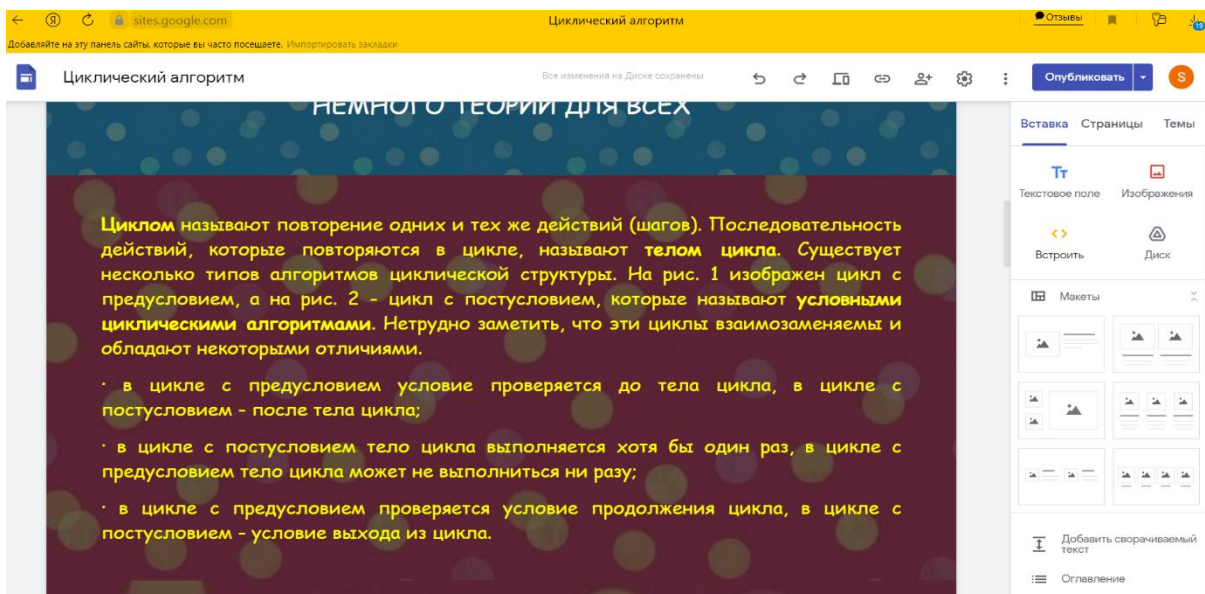 sites.google.com
Циклический алгоритм
Отзывы
19
Добавляйте на эту панель сайты, которые вы часто посещаете. Импортировать закладки
Циклический алгоритм
Все изменения на Диске сохранены
Опубликовать
S
НЕМНОГО ТЕОРИИ ДЛЯ ВСЕХ
Циклом называют повторение одних и тех же действий (шагов). Последовательность
действий, которые повторяются в цикле, называют телом цикла. Существует
несколько типов алгоритмов циклической структуры. На рис. 1 изображен цикл с
предусловием, а на рис. 2 - цикл с постусловием, которые называют условными
циклическими алгоритмами. Нетрудно заметить, что эти циклы взаимозаменяемы и
обладают некоторыми отличиями.
· в цикле с предусловием условие проверяется до тела цикла, в цикле с
постусловием - после тела цикла;
· в цикле с постусловием тело цикла выполняется хотя бы один раз, в цикле с
предусловием тело цикла может не выполниться ни разу;
· в цикле с предусловием проверяется условие продолжения цикла, в цикле с
постусловием - условие выхода из цикла.
Вставка Страницы Темы
Тт
Текстовое поле Изображения
Встроить Диск
Макеты
Добавить сворачиваемый
текст
Оглавление